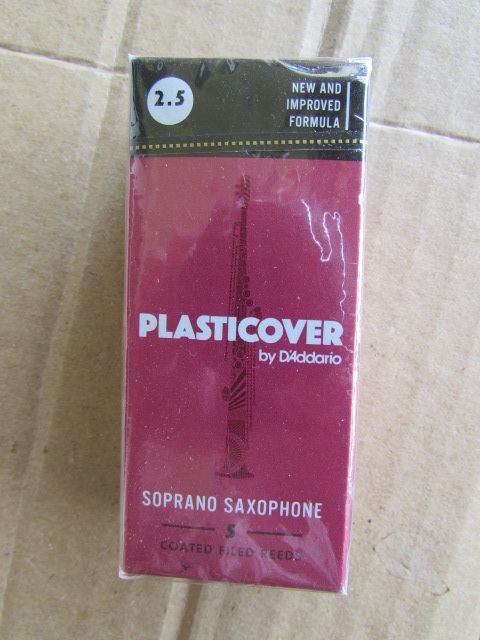 2.5
NEW AND
IMPROVED
FORMULA
PLASTICOVER
by D'Addario
SOPRANO SAXOPHONE
5
COATED FILED REEDS